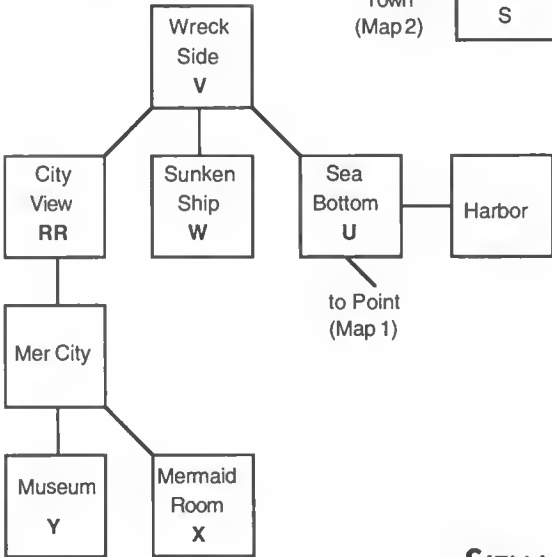 (Map 2)
S
Wreck
Side
V
City
View
RR
Sunken
Ship
W
Sea
Bottom
U
Harbor
to Point
(Map 1)
Mer City
Museum
Y
Mermaid
Room
X